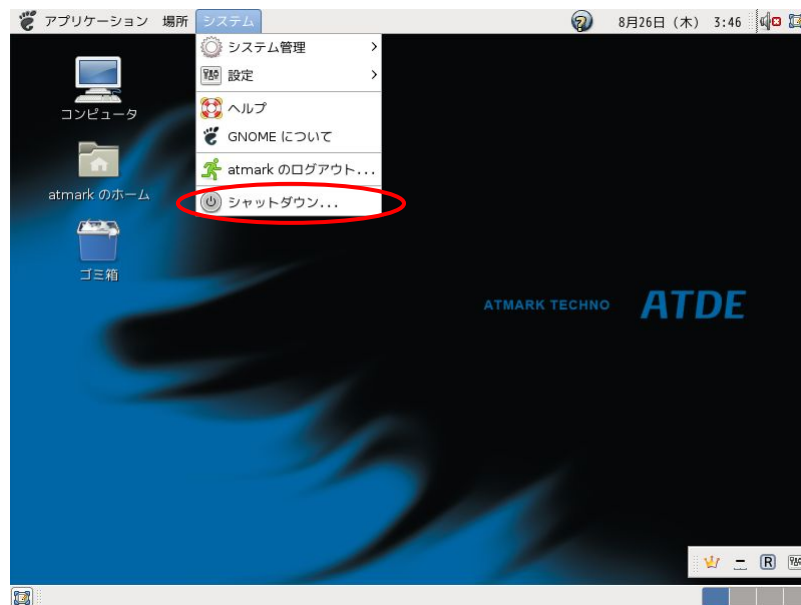 アプリケーション 場所 システム 8月26日 (木) 3:46
システム管理
設定
ヘルプ
GNOME について
atmark のログアウト...
シャットダウン...
コンピュータ
atmark のホーム
ゴミ箱
ATMARK TECHNO ATDE
R